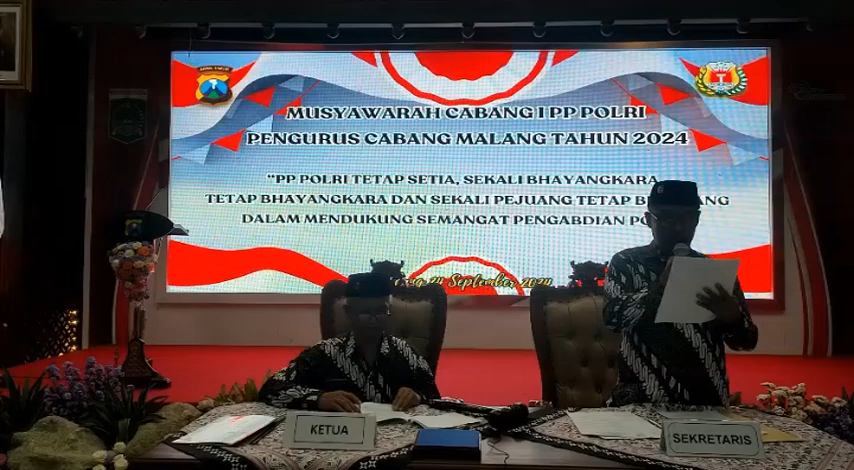 MUSYAWARAH CABANG I PP POLRI
PENGURUS CABANG MALANG TAHUN 2024
"PP POLRI TETAP SETIA, SEKALI BHAYANGKARA
TETAP BHAYANGKARA DAN SEKALI PEJUANG TETAP
DALAM MENDUKUNG SEMANGAT PENGABDIAN
24 September 2024
KETUA
SEKRETARIS